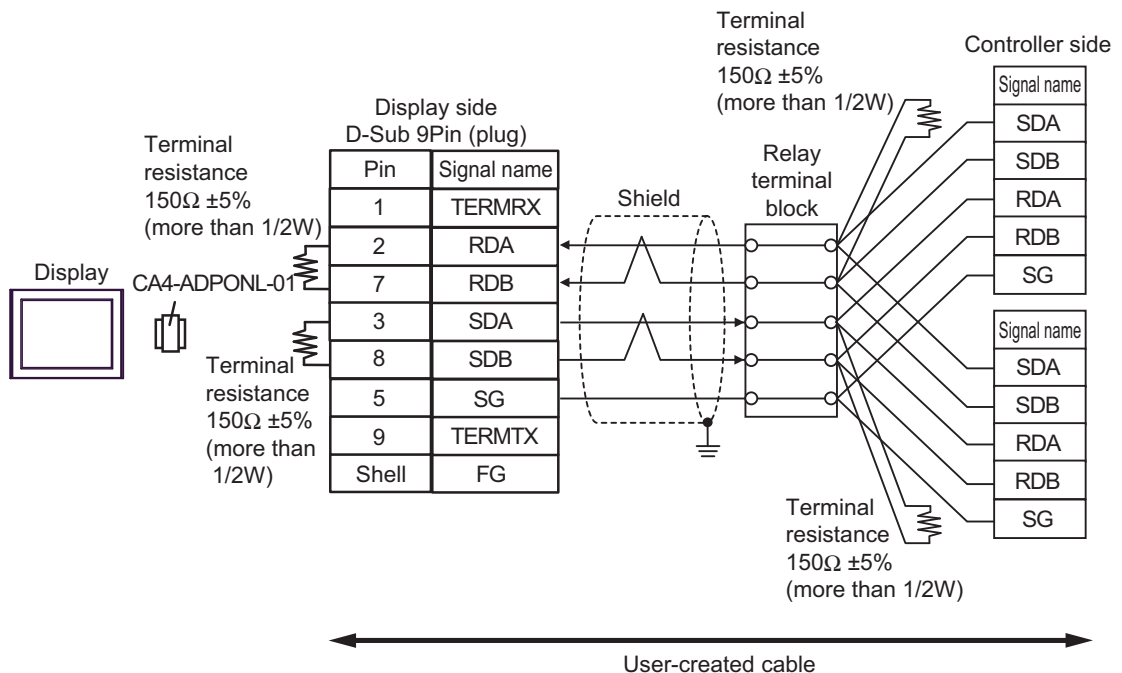 Terminal
resistance
150Ω ±5%
(more than 1/2W)
Controller side
Signal name
SDA
SDB
RDA
RDB
SG
Signal name
SDA
SDB
RDA
RDB
SG
Display side
D-Sub 9Pin (plug)
Pin Signal name
1 TERMRX
2 RDA
7 RDB
3 SDA
8 SDB
5 SG
9 TERMTX
Shell FG
Terminal
resistance
150Ω ±5%
(more than 1/2W)
Relay
terminal
block
Shield
Display
CA4-ADPONL-01
Terminal
resistance
150Ω ±5%
(more than
1/2W)
Terminal
resistance
150Ω ±5%
(more than 1/2W)
User-created cable